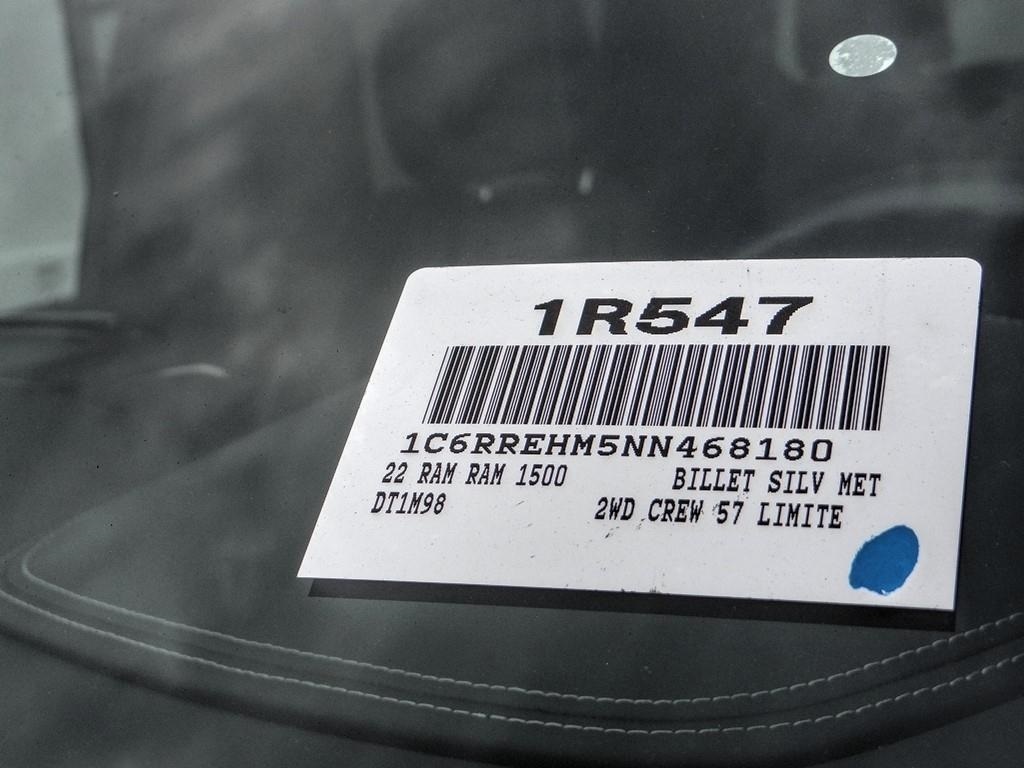 1R547
1C6RREHM5NN468180
22 RAM RAM 1500 BILLET SILV MET
DT1M98 2WD CREW 57 LIMITE